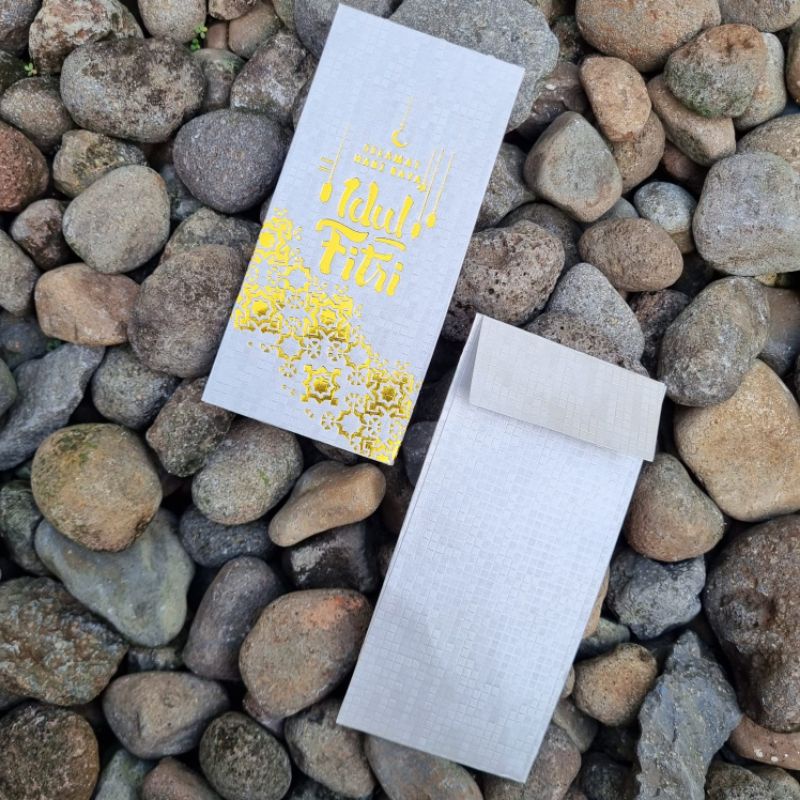 SELAMAT
HARI RAYA
Idul
Fitri